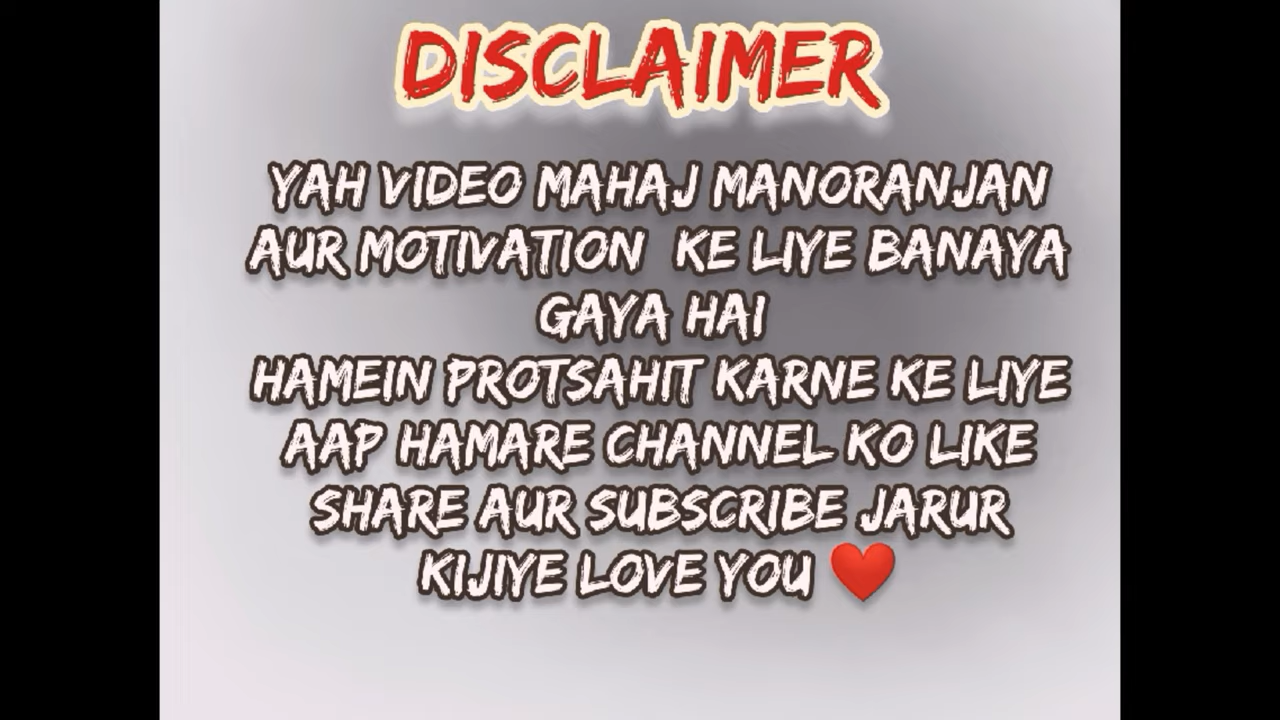 DISCLAIMER
YAH VIDEO MAHAJ MANORANJAN
AUR MOTIVATION KE LIYE BANAYA
GAYA HAI
HAMEIN PROTSAHIT KARNE KE LIYE
AAP HAMARE CHANNEL KO LIKE
SHARE AUR SUBSCRIBE JARUR
KIJIYE LOVE YOU ❤️